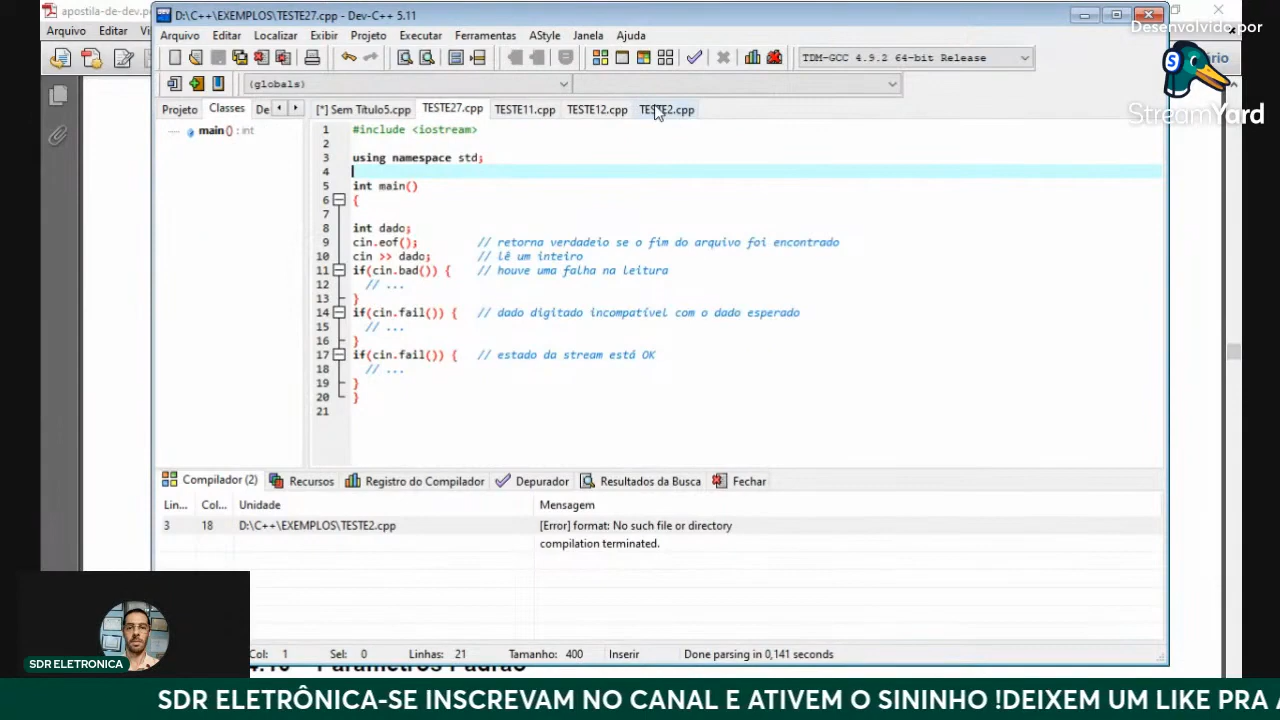 apostila-de-dev.p
D:\C++\EXEMPLOS\TESTE27.cpp - Dev-C++ 5.11
Desenvolvido por
StreamYard
Arquivo Editar
Arquivo Editar Localizar Exibir Projeto Executar Ferramentas AStyle Janela Ajuda
TDM-GCC 4.9.2 64-bit Release
ário
(globals)
Projeto Classes De
[*] Sem Título5.cpp TESTE27.cpp TESTE11.cpp TESTE12.cpp TESTE2.cpp
main() : int
1 #include <iostream>
2
3 using namespace std;
4
5 int main()
6 {
7
8 int dado;
9 cin.eof(); // retorna verdadeio se o fim do arquivo foi encontrado
10 cin >> dado; // lê um inteiro
11 if(cin.bad()) { // houve uma falha na leitura
12 // ...
13 }
14 if(cin.fail()) { // dado digitado incompatível com o dado esperado
15 // ...
16 }
17 if(cin.fail()) { // estado da stream está OK
18 // ...
19 }
20 }
21
Compilador (2) Recursos Registro do Compilador Depurador Resultados da Busca Fechar
Lin... Col... Unidade Mensagem
3 18 D:\C++\EXEMPLOS\TESTE2.cpp [Error] format: No such file or directory
compilation terminated.
Col: 1 Sel: 0 Linhas: 21 Tamanho: 400 Inserir Done parsing in 0,141 seconds
SDR ELETRONICA
Parâmetros Padrão
SDR ELETRÔNICA-SE INSCREVAM NO CANAL E ATIVEM O SININHO !DEIXEM UM LIKE PRA